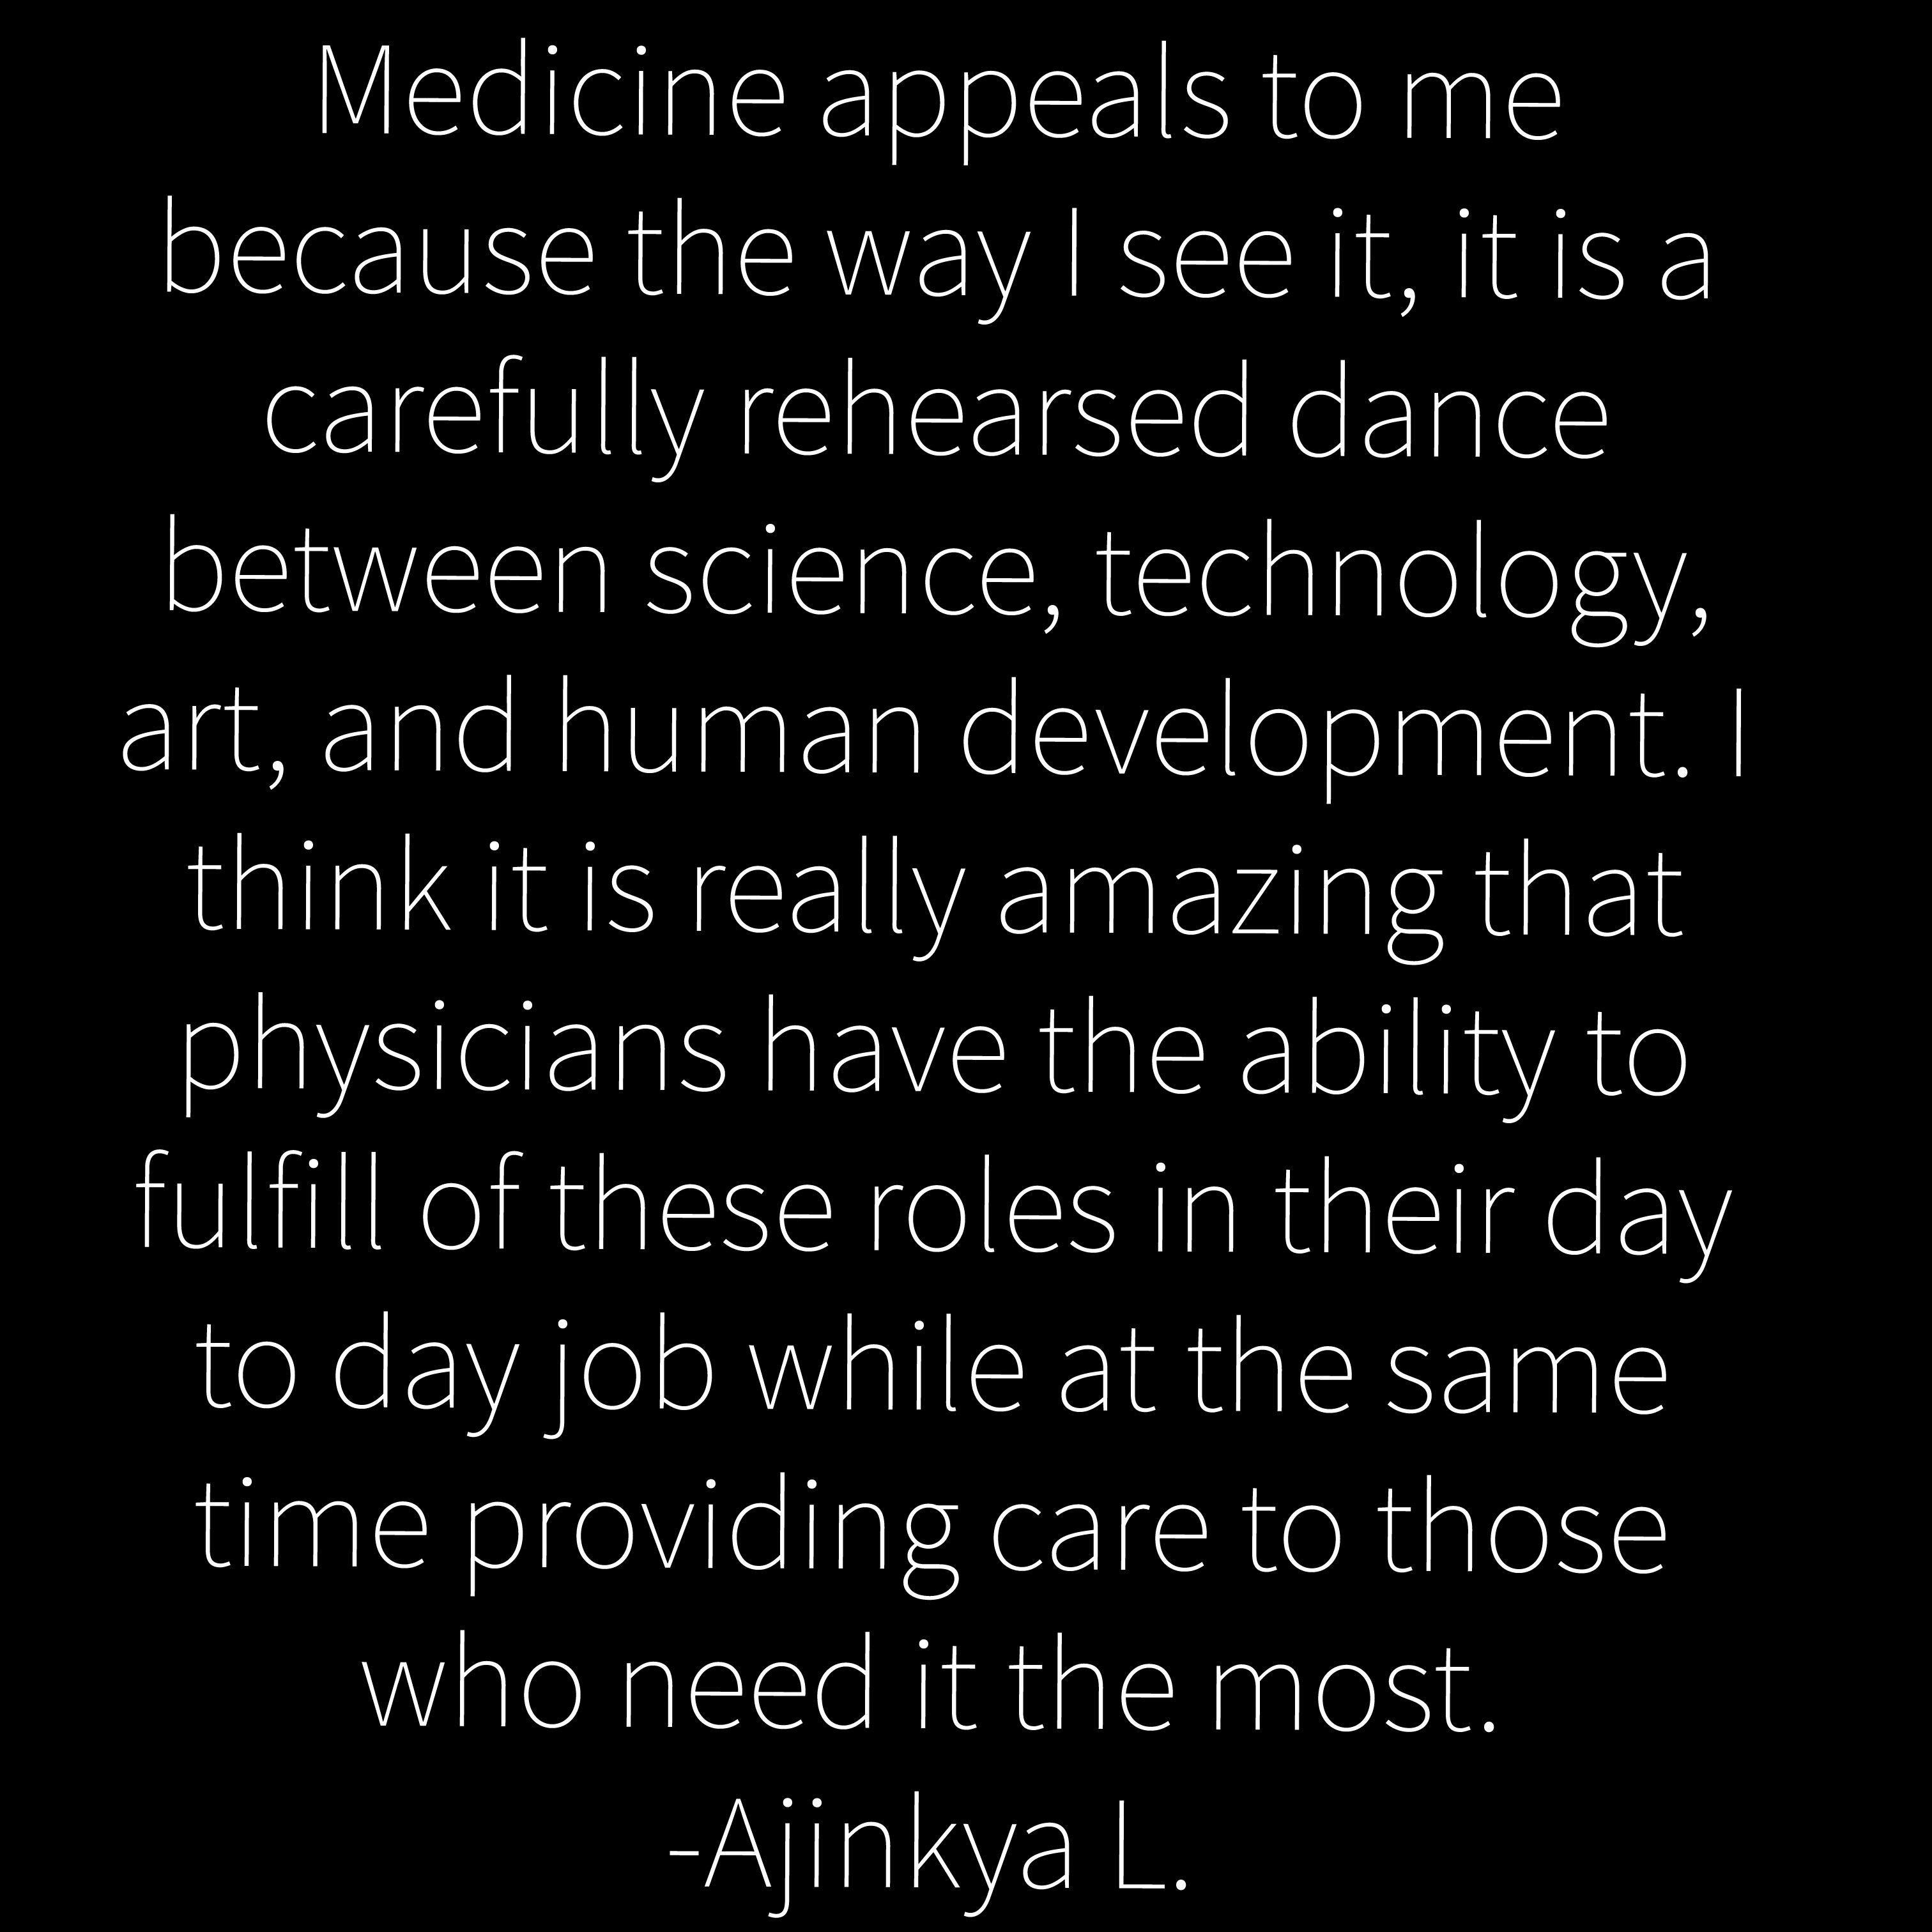 Medicine appeals to me
because the way I see it, it is a
carefully rehearsed dance
between science, technology,
art, and human development. I
think it is really amazing that
physicians have the ability to
fulfill of these roles in their day
to day job while at the same
time providing care to those
who need it the most.
-Ajinkya L.